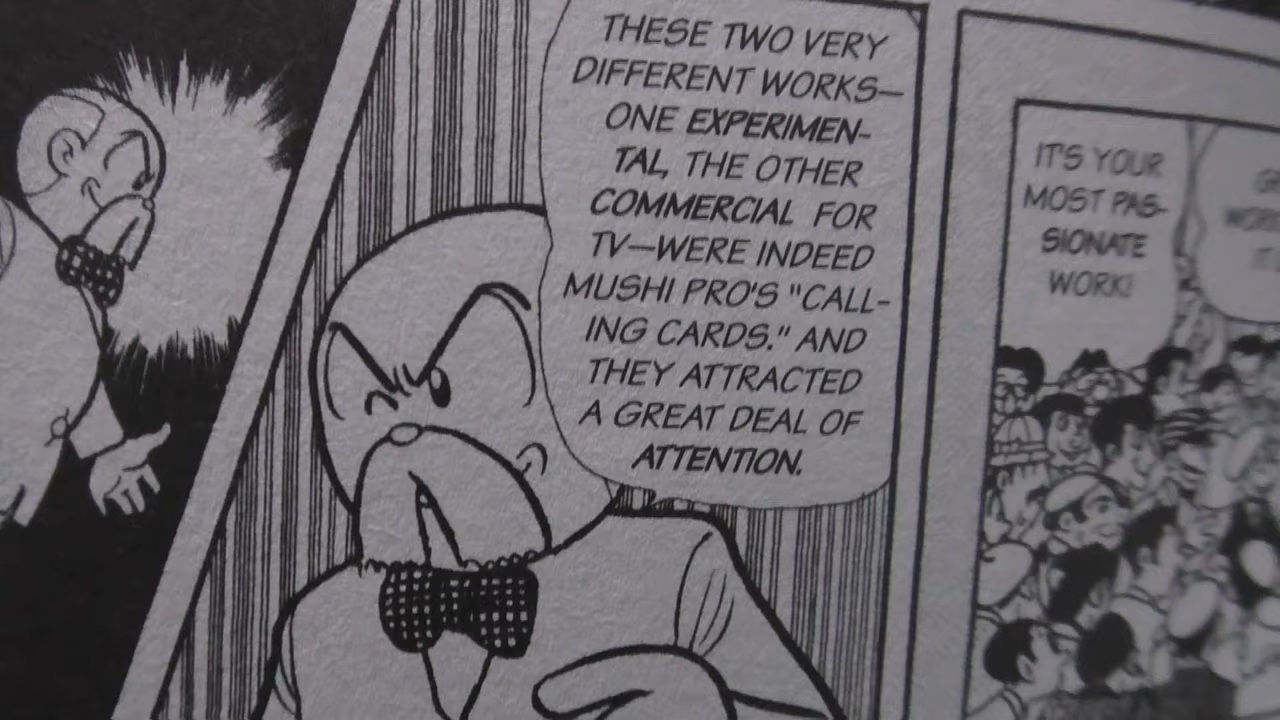 THESE TWO VERY
DIFFERENT WORKS—
ONE EXPERIMEN-
TAL, THE OTHER
COMMERCIAL FOR
TV—WERE INDEED
MUSHI PRO'S "CALL-
ING CARDS." AND
THEY ATTRACTED
A GREAT DEAL OF
ATTENTION.
IT'S YOUR
MOST PAS-
SIONATE
WORK!